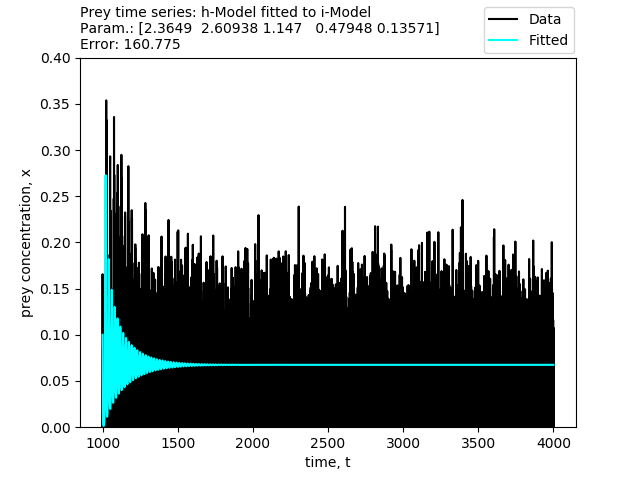 Prey time series: h-Model fitted to i-Model
Param.: [2.3649 2.60938 1.147 0.47948 0.13571]
Error: 160.775
Data
Fitted
0.40
0.35
0.30
0.25
0.20
0.15
0.10
0.05
0.00
prey concentration, x
1000 1500 2000 2500 3000 3500 4000
time, t